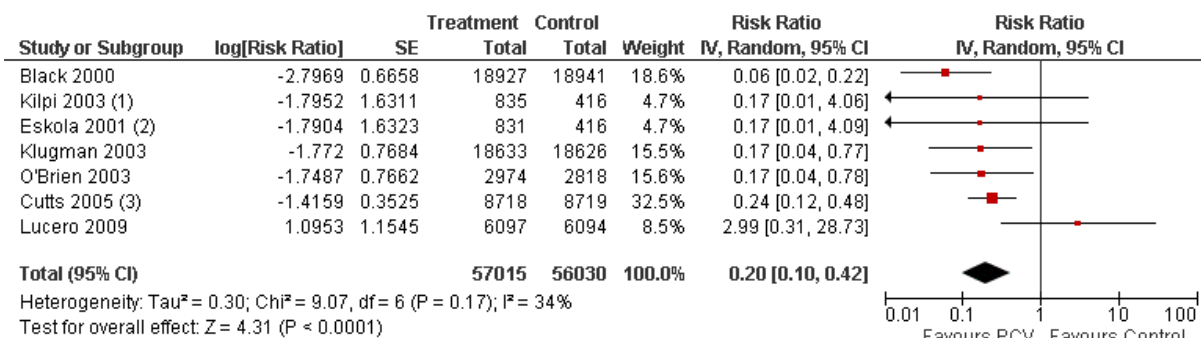 Treatment Control Risk Ratio Risk Ratio
Study or Subgroup log[Risk Ratio] SE Total Total Weight IV, Random, 95% CI IV, Random, 95% CI
Black 2000 -2.7969 0.6658 18927 18941 18.6% 0.06 [0.02, 0.22]
Kilpi 2003 (1) -1.7952 1.6311 835 416 4.7% 0.17 [0.01, 4.06]
Eskola 2001 (2) -1.7904 1.6323 831 416 4.7% 0.17 [0.01, 4.09]
Klugman 2003 -1.772 0.7684 18633 18626 15.5% 0.17 [0.04, 0.77]
O'Brien 2003 -1.7487 0.7662 2974 2818 15.6% 0.17 [0.04, 0.78]
Cutts 2005 (3) -1.4159 0.3525 8718 8719 32.5% 0.24 [0.12, 0.48]
Lucero 2009 1.0953 1.1545 6097 6094 8.5% 2.99 [0.31, 28.73]
Total (95% CI) 57015 56030 100.0% 0.20 [0.10, 0.42]
Heterogeneity: Tau² = 0.30; Chi² = 9.07, df = 6 (P = 0.17); I² = 34%
Test for overall effect: Z = 4.31 (P < 0.0001)
0.01 0.1 1 10 100
Favours PCV Favours Control